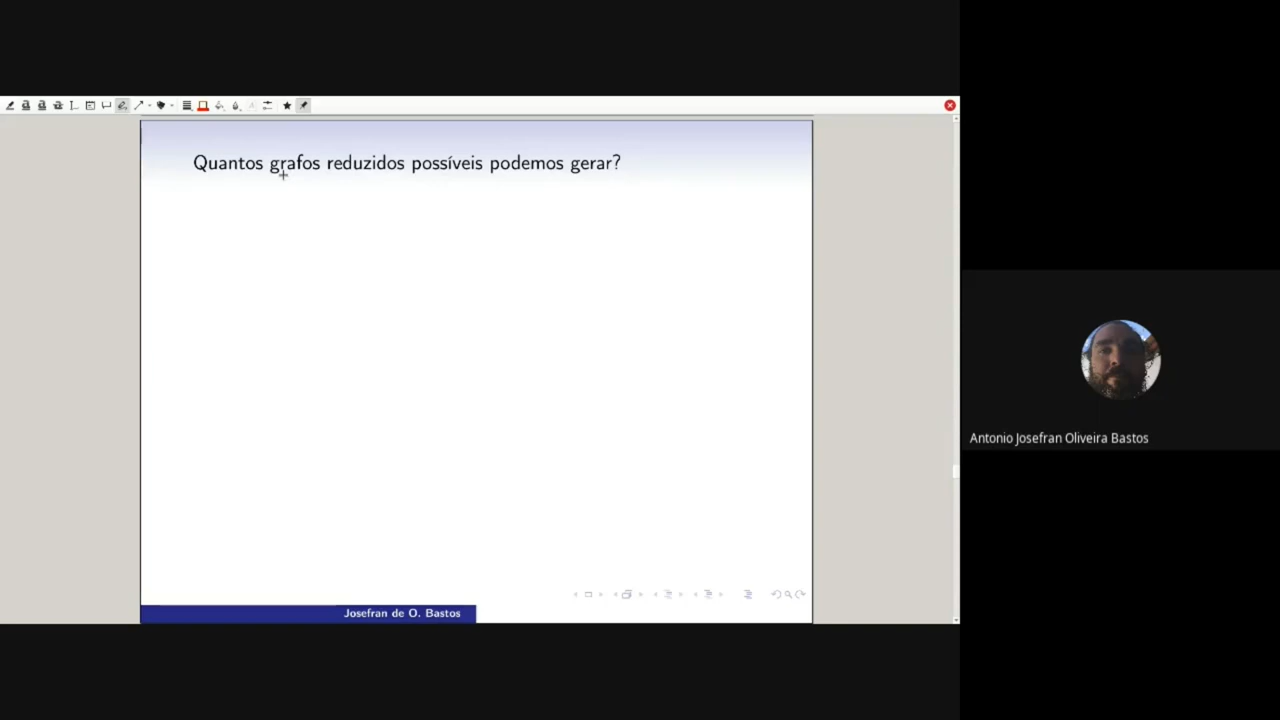 Quantos grafos reduzidos possíveis podemos gerar?
Antonio Josefran Oliveira Bastos
Josefran de O. Bastos